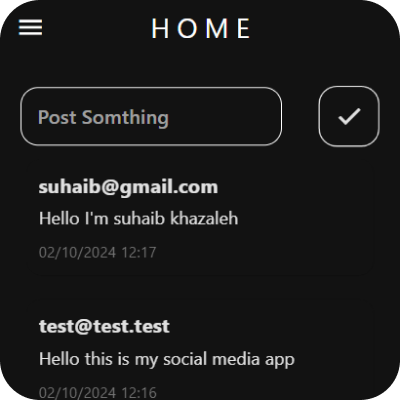 HOME
Post Somthing
suhaib@gmail.com
Hello I'm suhaib khazaleh
02/10/2024 12:17
test@test.test
Hello this is my social media app
02/10/2024 12:16